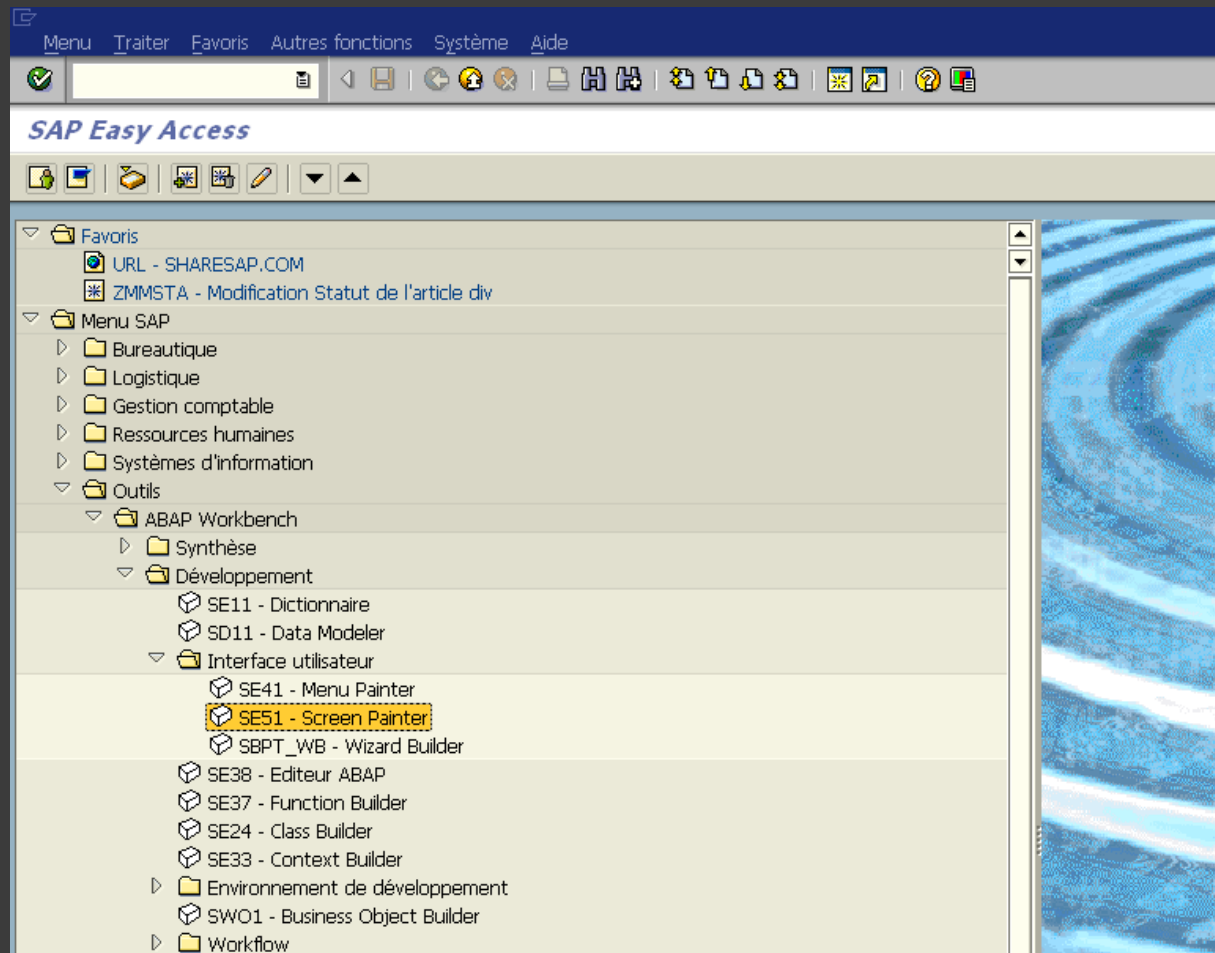 Menu Traiter Favoris Autres fonctions Système Aide
SAP Easy Access
Favoris
URL - SHARESAP.COM
ZMMSTA - Modification Statut de l'article div
Menu SAP
Bureautique
Logistique
Gestion comptable
Ressources humaines
Systèmes d'information
Outils
ABAP Workbench
Synthèse
Développement
SE11 - Dictionnaire
SD11 - Data Modeler
Interface utilisateur
SE41 - Menu Painter
SE51 - Screen Painter
SBPT_WB - Wizard Builder
SE38 - Editeur ABAP
SE37 - Function Builder
SE24 - Class Builder
SE33 - Context Builder
Environnement de développement
SWO1 - Business Object Builder
Workflow